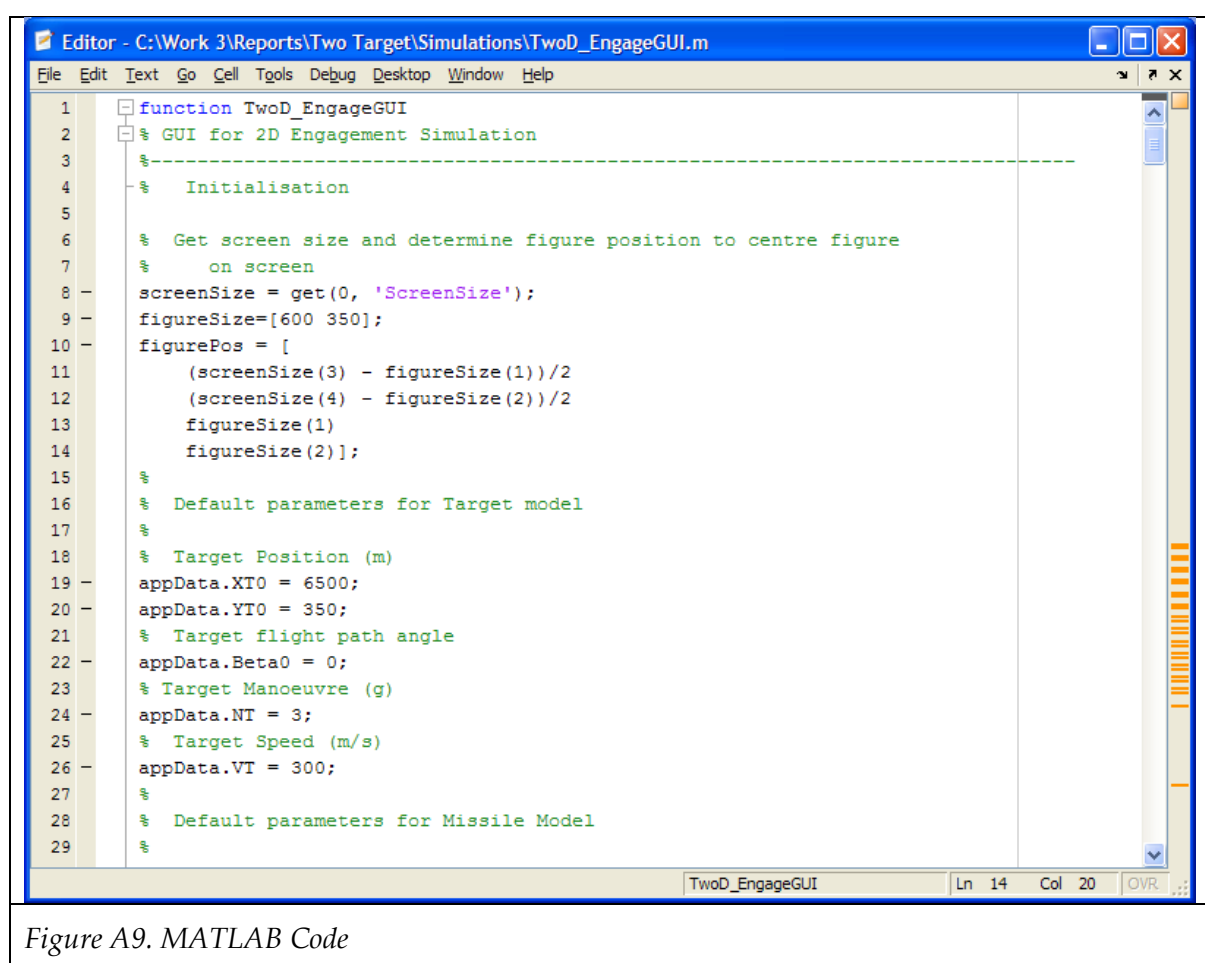 Editor - C:\Work 3\Reports\Two Target\Simulations\TwoD_EngageGUI.m
File Edit Text Go Cell Tools Debug Desktop Window Help
1 function TwoD_EngageGUI
2 % GUI for 2D Engagement Simulation
3 %-------------------------------------------------------------------------------
4 % Initialisation
5
6 % Get screen size and determine figure position to centre figure
7 % on screen
8 – screenSize = get(0, 'ScreenSize');
9 – figureSize=[600 350];
10 – figurePos = [
11 (screenSize(3) - figureSize(1))/2
12 (screenSize(4) - figureSize(2))/2
13 figureSize(1)
14 figureSize(2)];
15 %
16 % Default parameters for Target model
17 %
18 % Target Position (m)
19 – appData.XT0 = 6500;
20 – appData.YT0 = 350;
21 % Target flight path angle
22 – appData.Beta0 = 0;
23 % Target Manoeuvre (g)
24 – appData.NT = 3;
25 % Target Speed (m/s)
26 – appData.VT = 300;
27 %
28 % Default parameters for Missile Model
29 %
TwoD_EngageGUI Ln 14 Col 20 OVR
Figure A9. MATLAB Code